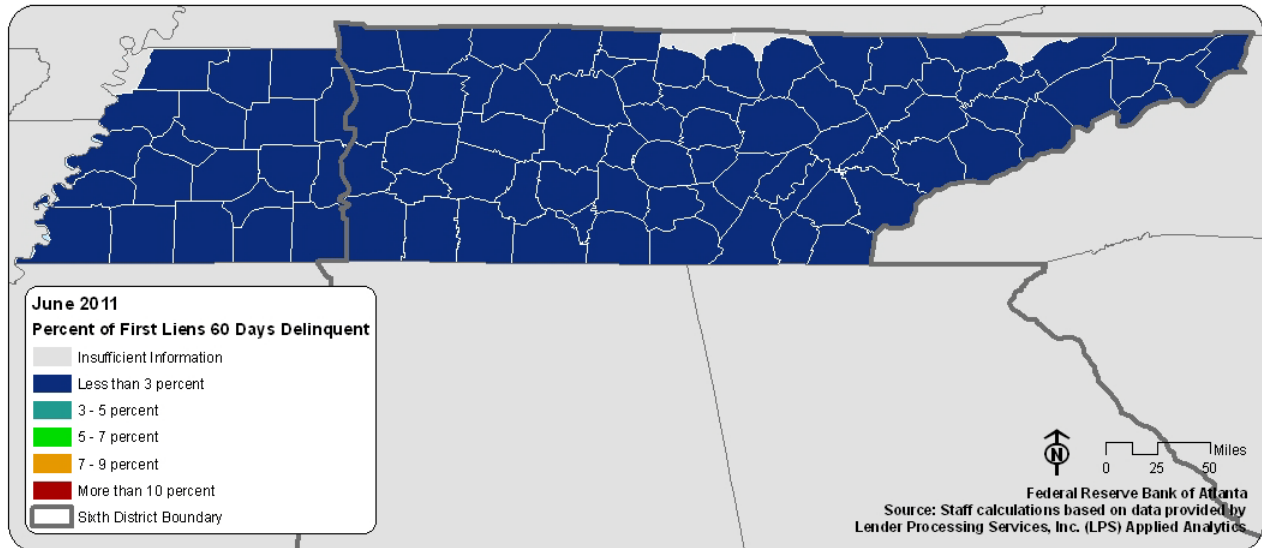 June 2011
Percent of First Liens 60 Days Delinquent
Insufficient Information
Less than 3 percent
3 - 5 percent
5 - 7 percent
7 - 9 percent
More than 10 percent
Sixth District Boundary
N
Miles
0 25 50
Federal Reserve Bank of Atlanta
Source: Staff calculations based on data provided by
Lender Processing Services, Inc. (LPS) Applied Analytics